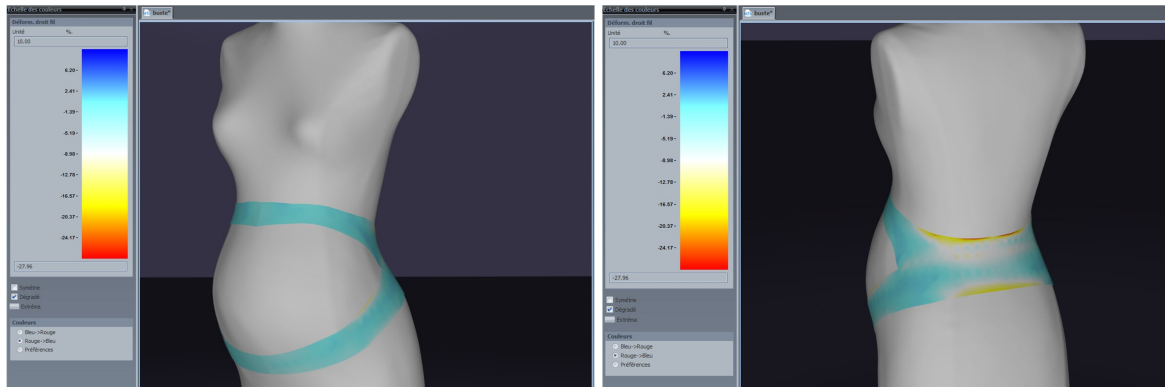 Echelle des couleurs
Déform. droit fil
Unité %.
10.00
6.20-
2.41-
-1.39-
-5.19-
-8.98-
-12.78-
-16.57-
-20.37-
-24.17-
-27.96
Symétrie
Dégradé
Extréma.
Couleurs
Bleu->Rouge
Rouge->Bleu
Préférences
buste*
Echelle des couleurs
Déform. droit fil
Unité %.
10.00
6.20-
2.41-
-1.39-
-5.19-
-8.98-
-12.78-
-16.57-
-20.37-
-24.17-
-27.96
Symétrie
Dégradé
Extréma.
Couleurs
Bleu->Rouge
Rouge->Bleu
Préférences
buste*